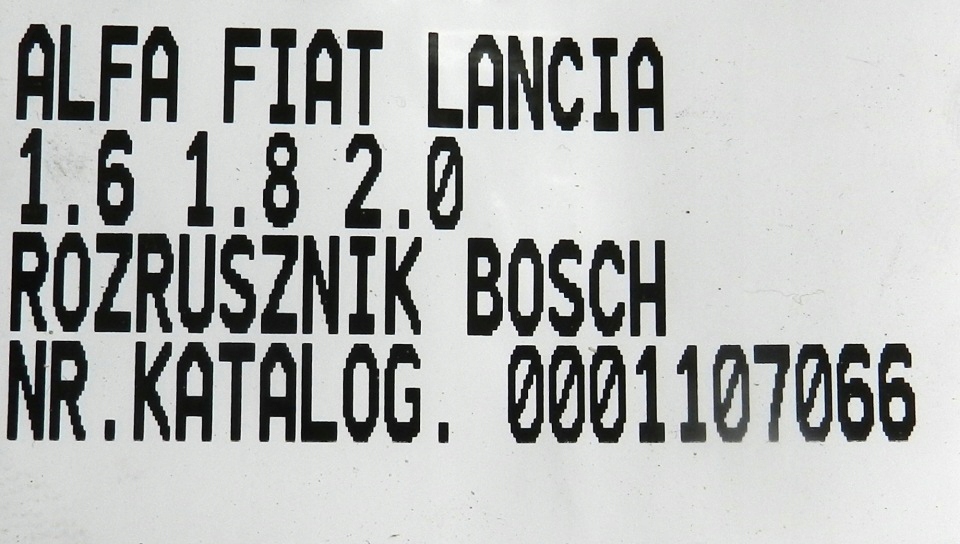 ALFA FIAT LANCIA
1.6 1.8 2.0
ROZRUSZNIK BOSCH
NR.KATALOG. 0001107066